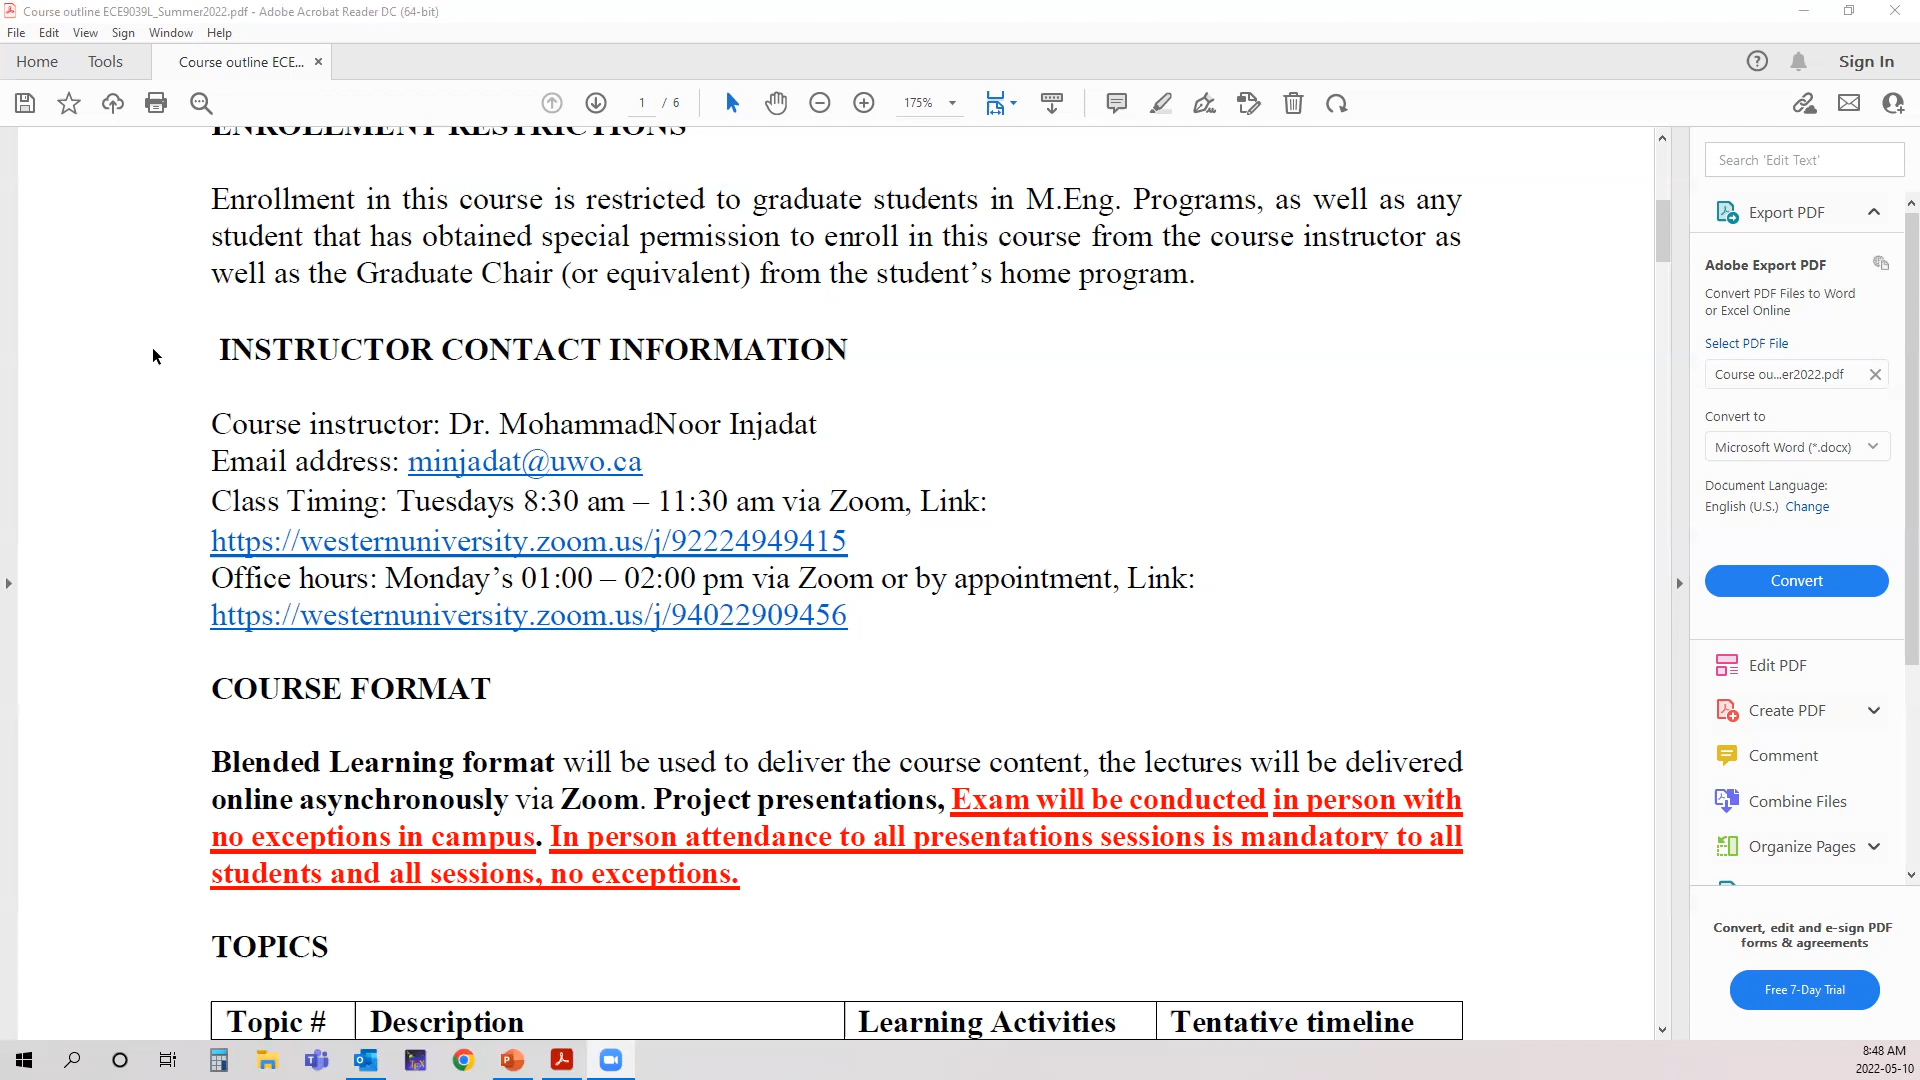 Course outline ECE9039L_Summer2022.pdf - Adobe Acrobat Reader DC (64-bit)
File Edit View Sign Window Help
Home Tools Course outline ECE... × Sign In
1 / 6 175%
ENROLLMENT RESTRICTIONS
Enrollment in this course is restricted to graduate students in M.Eng. Programs, as well as any
student that has obtained special permission to enroll in this course from the course instructor as
well as the Graduate Chair (or equivalent) from the student’s home program.
INSTRUCTOR CONTACT INFORMATION
Course instructor: Dr. MohammadNoor Injadat
Email address: minjadat@uwo.ca
Class Timing: Tuesdays 8:30 am – 11:30 am via Zoom, Link:
https://westernuniversity.zoom.us/j/92224949415
Office hours: Monday’s 01:00 – 02:00 pm via Zoom or by appointment, Link:
https://westernuniversity.zoom.us/j/94022909456
COURSE FORMAT
Blended Learning format will be used to deliver the course content, the lectures will be delivered
online asynchronously via Zoom. Project presentations, Exam will be conducted in person with
no exceptions in campus. In person attendance to all presentations sessions is mandatory to all
students and all sessions, no exceptions.
TOPICS
Topic # Description Learning Activities Tentative timeline
Search 'Edit Text'
Export PDF
Adobe Export PDF
Convert PDF Files to Word
or Excel Online
Select PDF File
Course ou...er2022.pdf
Convert to
Microsoft Word (*.docx)
Document Language:
English (U.S.) Change
Convert
Edit PDF
Create PDF
Comment
Combine Files
Organize Pages
Convert, edit and e-sign PDF
forms & agreements
Free 7-Day Trial
8:48 AM
2022-05-10